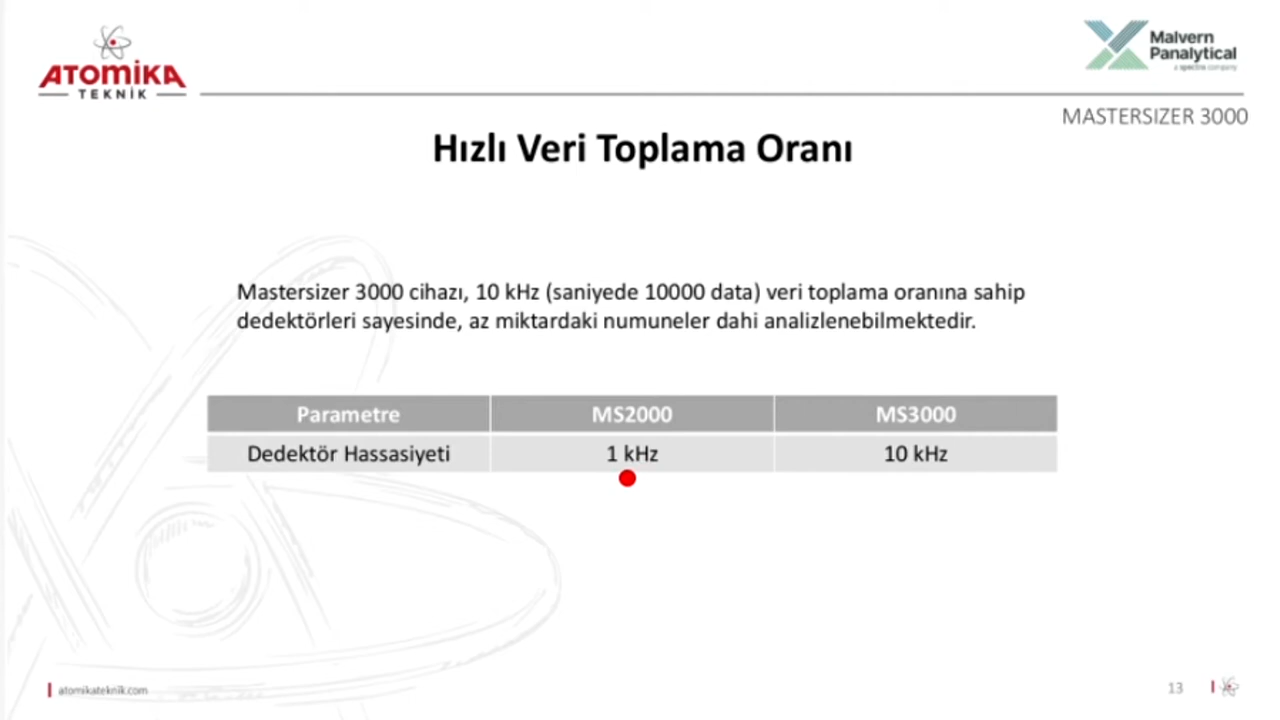 ATOMİKA
TEKNİK
Malvern
Panalytical
a spectris company
MASTERSIZER 3000
Hızlı Veri Toplama Oranı
Mastersizer 3000 cihazı, 10 kHz (saniyede 10000 data) veri toplama oranına sahip
dedektörleri sayesinde, az miktardaki numuneler dahi analizlenebilmektedir.
Parametre MS2000 MS3000
Dedektör Hassasiyeti 1 kHz 10 kHz
atomikateknik.com
13